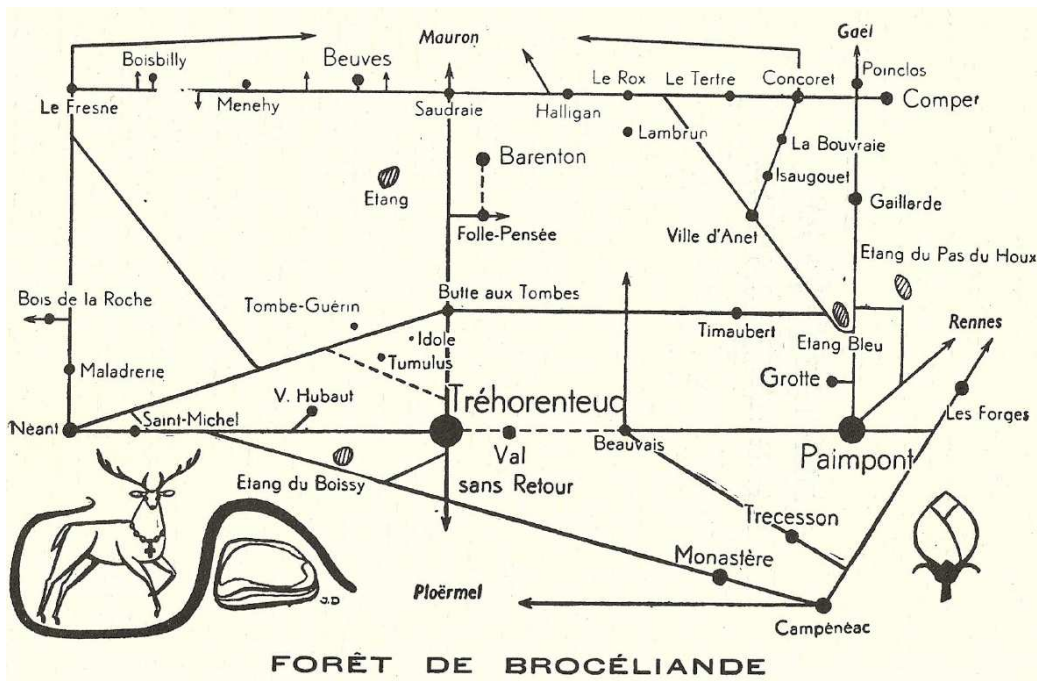 Mauron
Gaël
Boisbilly
Beuves
Poinclos
Le Rox
Le Tertre
Concoret
Le Fresne
Menehy
Saudraie
Halligan
Comper
Lambrun
La Bouvraie
Barenton
Isaugouet
Etang
Gaillarde
Folle-Pensée
Ville d'Anet
Etang du Pas du Houx
Bois de la Roche
Tombe-Guérin
Butte aux Tombes
Timaubert
Rennes
Idole
Etang Bleu
Tumulus
Maladrerie
Grotte
V. Hubaut
Tréhorenteuc
Les Forges
Néant
Saint-Michel
Beauvais
Val
sans Retour
Paimpont
Etang du Boissy
Trecesson
Monastère
Ploërmel
J.D
Campénéac
FORÊT DE BROCÉLIANDE